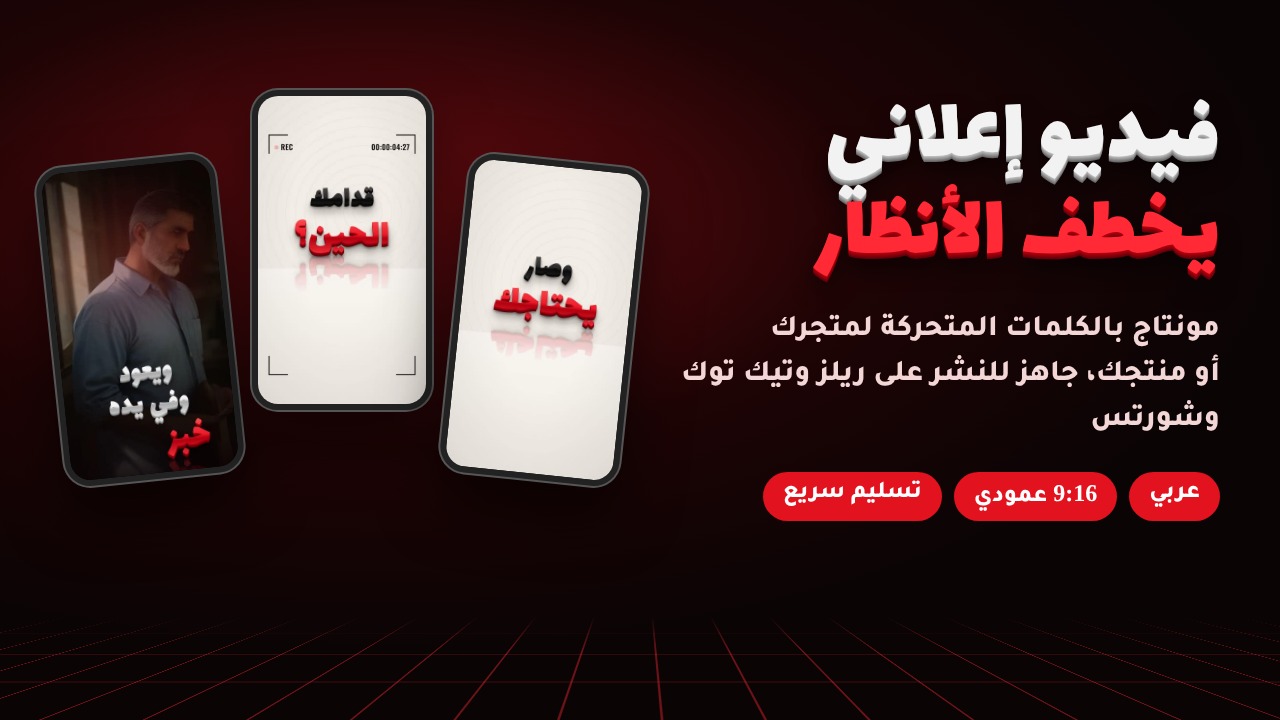 فيديو إعلاني
يخطف الأنظار
مونتاج بالكلمات المتحركة لمتجرك
أو منتجك، جاهز للنشر على ريلز وتيك توك
وشورتس
عربي
9:16 عمودي
تسليم سريع
وصار
يحتاجك
REC
00:00:04:27
قدامك
الحين؟
ويعود
وفي يده
خبز